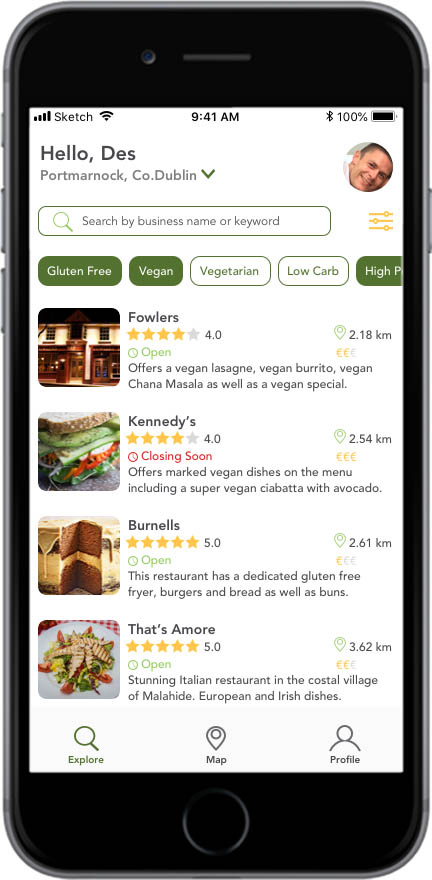 Sketch 9:41 AM 100%
Hello, Des
Portmarnock, Co.Dublin
Search by business name or keyword
Gluten Free Vegan Vegetarian Low Carb High P
Fowlers
4.0 2.18 km
Open €€€
Offers a vegan lasagne, vegan burrito, vegan
Chana Masala as well as a vegan special.
Kennedy’s
4.0 2.54 km
Closing Soon €€€
Offers marked vegan dishes on the menu
including a super vegan ciabatta with avocado.
Burnells
5.0 2.61 km
Open €€€
This restaurant has a dedicated gluten free
fryer, burgers and bread as well as buns.
That’s Amore
5.0 3.62 km
Open €€€
Stunning Italian restaurant in the costal village
of Malahide. European and Irish dishes.
Explore Map Profile